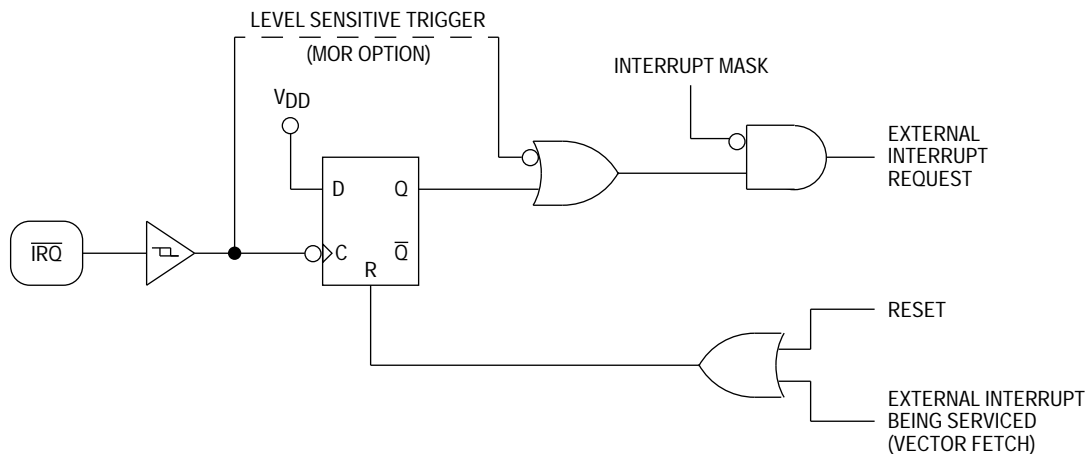 LEVEL SENSITIVE TRIGGER
(MOR OPTION)
INTERRUPT MASK
VDD
EXTERNAL
INTERRUPT
REQUEST
D
Q
IRQ
C
Q
R
RESET
EXTERNAL INTERRUPT
BEING SERVICED
(VECTOR FETCH)